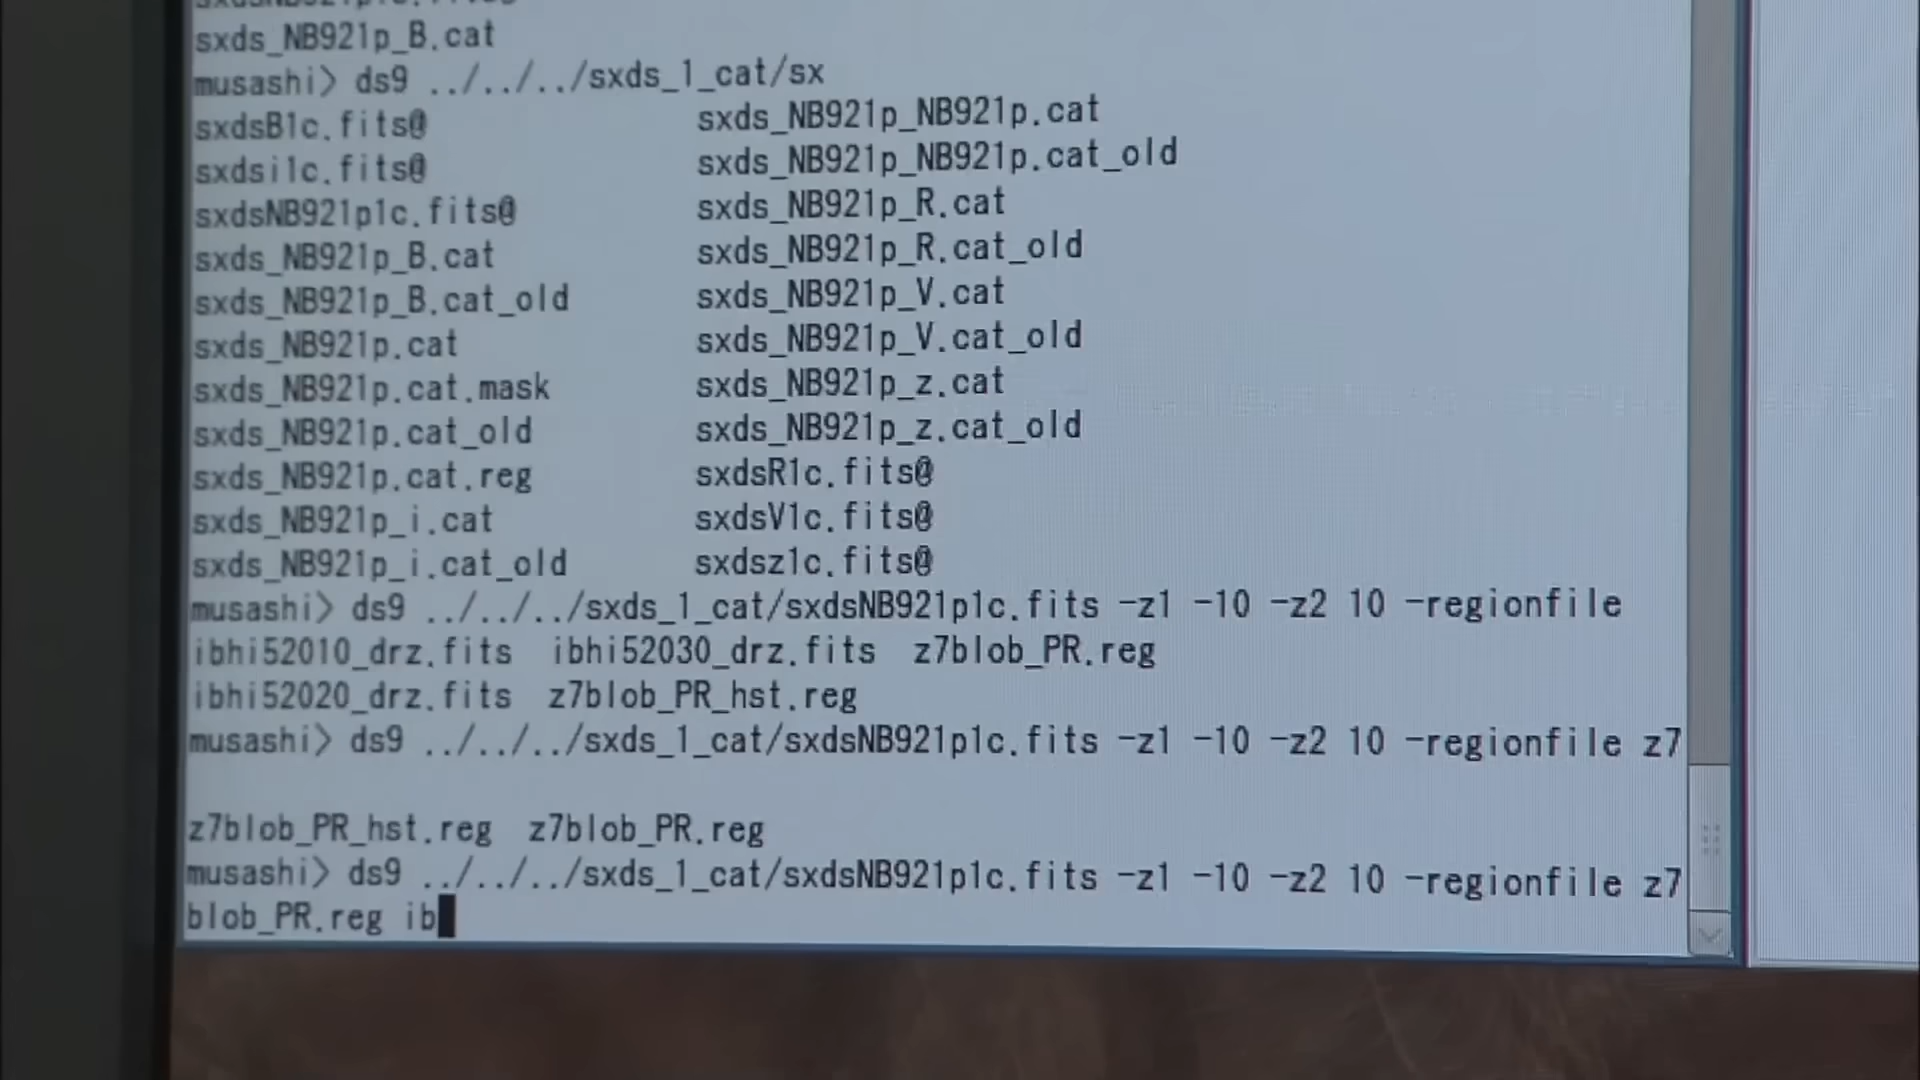 sxds_NB921p_B.cat
musashi> ds9 ../../../sxds_1_cat/sx
sxdsB1c.fits@ sxds_NB921p_NB921p.cat
sxdsi1c.fits@ sxds_NB921p_NB921p.cat_old
sxdsNB921p1c.fits@ sxds_NB921p_R.cat
sxds_NB921p_B.cat sxds_NB921p_R.cat_old
sxds_NB921p_B.cat_old sxds_NB921p_V.cat
sxds_NB921p.cat sxds_NB921p_V.cat_old
sxds_NB921p.cat.mask sxds_NB921p_z.cat
sxds_NB921p.cat_old sxds_NB921p_z.cat_old
sxds_NB921p.cat.reg sxdsR1c.fits@
sxds_NB921p_i.cat sxdsV1c.fits@
sxds_NB921p_i.cat_old sxdsz1c.fits@
musashi> ds9 ../../../sxds_1_cat/sxdsNB921p1c.fits -z1 -10 -z2 10 -regionfile
ibhi52010_drz.fits ibhi52030_drz.fits z7blob_PR.reg
ibhi52020_drz.fits z7blob_PR_hst.reg
musashi> ds9 ../../../sxds_1_cat/sxdsNB921p1c.fits -z1 -10 -z2 10 -regionfile z7
z7blob_PR_hst.reg z7blob_PR.reg
musashi> ds9 ../../../sxds_1_cat/sxdsNB921p1c.fits -z1 -10 -z2 10 -regionfile z7
blob_PR.reg ib